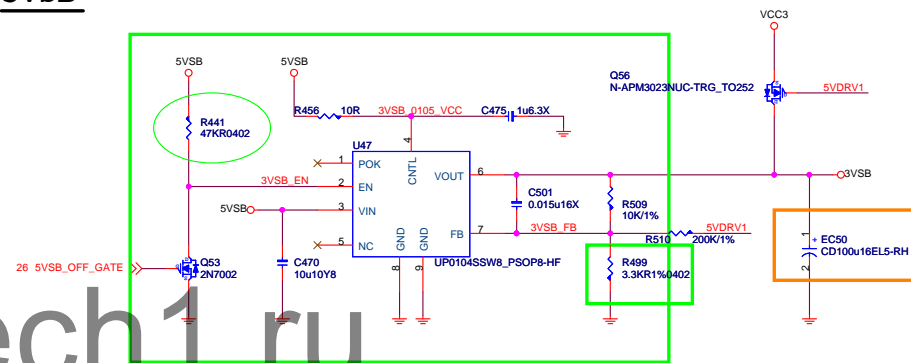 VCC3
5VSB
5VSB
Q56
N-APM3023NUC-TRG_TO252
5VDRV1
R441
47KR0402
R456
10R
3VSB_0105_VCC
C475
1u6.3X
4
U47
1
POK
CNTL
3VSB_EN
2
EN
VOUT
6
3VSB
5VSB
3
VIN
C501
0.015u16X
R509
10K/1%
3VSB_FB
5VDRV1
5
NC
GND
GND
FB
7
R510
200K/1%
1
+
EC50
CD100u16EL5-RH
2
26 5VSB_OFF_GATE
Q53
2N7002
C470
10u10Y8
8
9
UP0104SSW8_PSOP8-HF
R499
3.3KR1%0402
ech1.ru